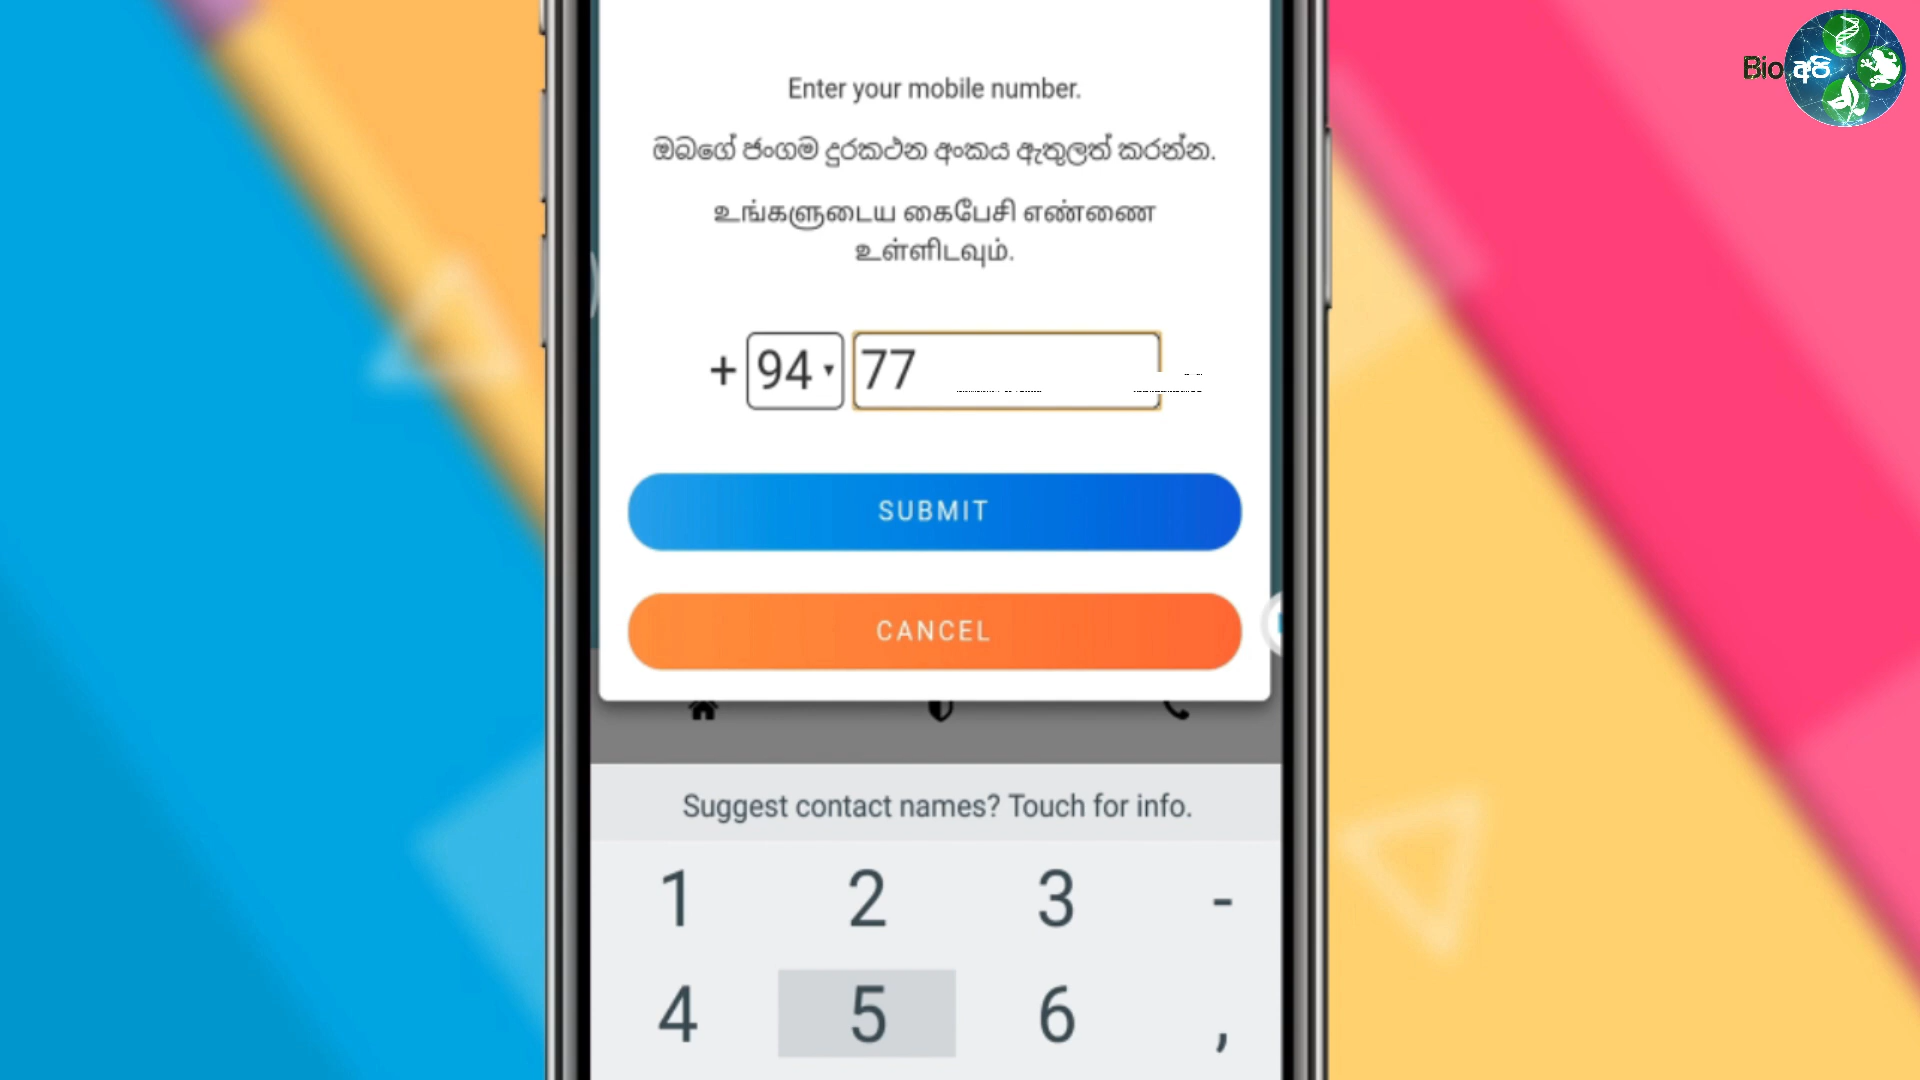 Bio අපි
Enter your mobile number.
ඔබගේ ජංගම දුරකථන අංකය ඇතුලත් කරන්න.
உங்களுடைய கைபேசி எண்ணை
உள்ளிடவும்.
+ 94 ▾ 77
SUBMIT
CANCEL
Suggest contact names? Touch for info.
1 2 3 -
4 5 6 ,